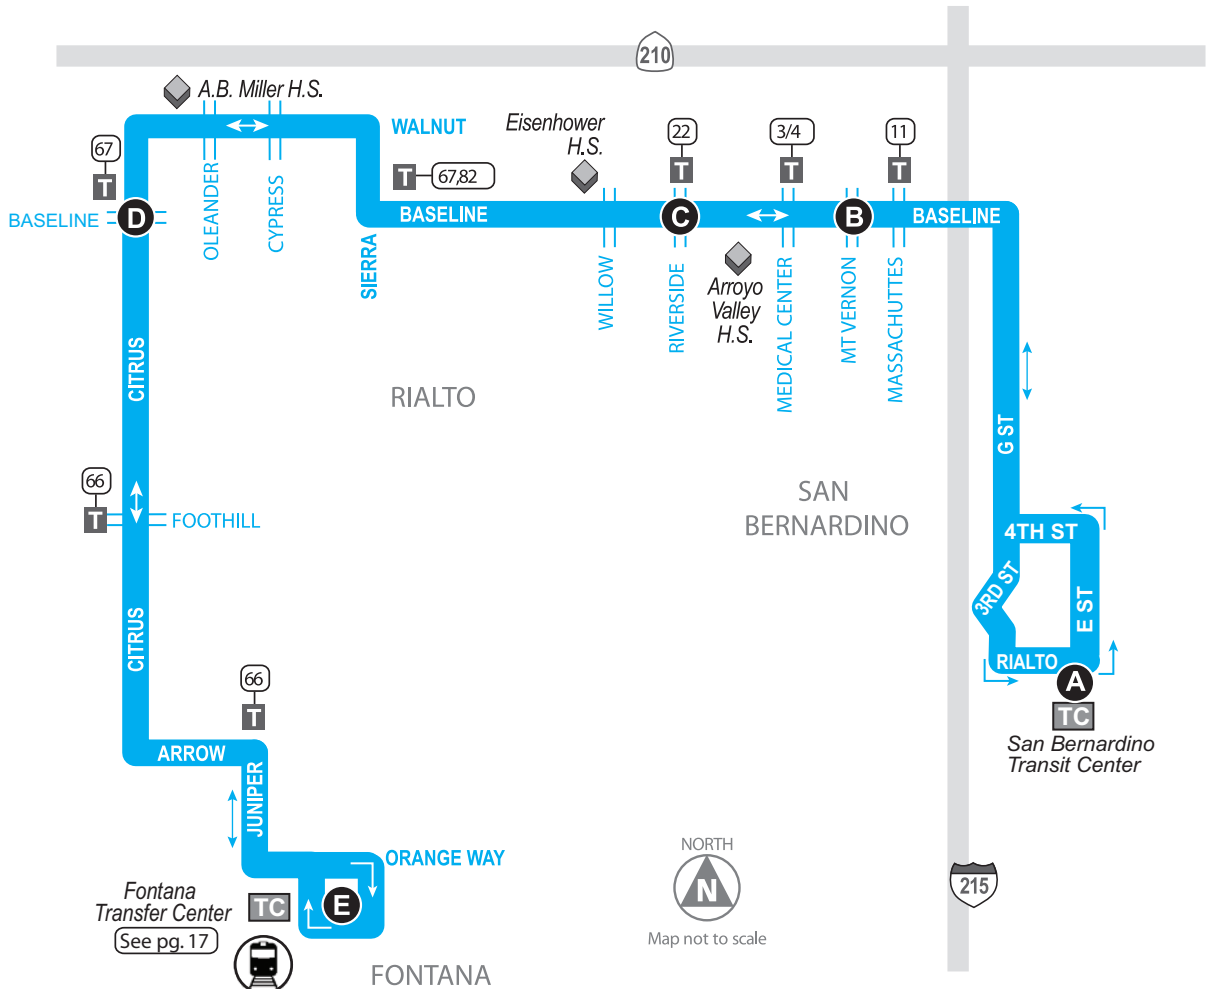 210
A.B. Miller H.S.
WALNUT
Eisenhower
H.S.
22
3/4
11
67
T
T
T
T
T
67,82
BASELINE
D
OLEANDER
CYPRESS
SIERRA
BASELINE
C
B
BASELINE
WILLOW
RIVERSIDE
Arroyo
Valley
H.S.
MEDICAL CENTER
MT VERNON
MASSACHUTTES
CITRUS
RIALTO
G ST
66
T
FOOTHILL
SAN
BERNARDINO
4TH ST
3RD ST
E ST
CITRUS
RIALTO
A
TC
San Bernardino
Transit Center
66
T
ARROW
JUNIPER
ORANGE WAY
NORTH
N
Map not to scale
215
Fontana
Transfer Center
TC
E
See pg. 17
FONTANA